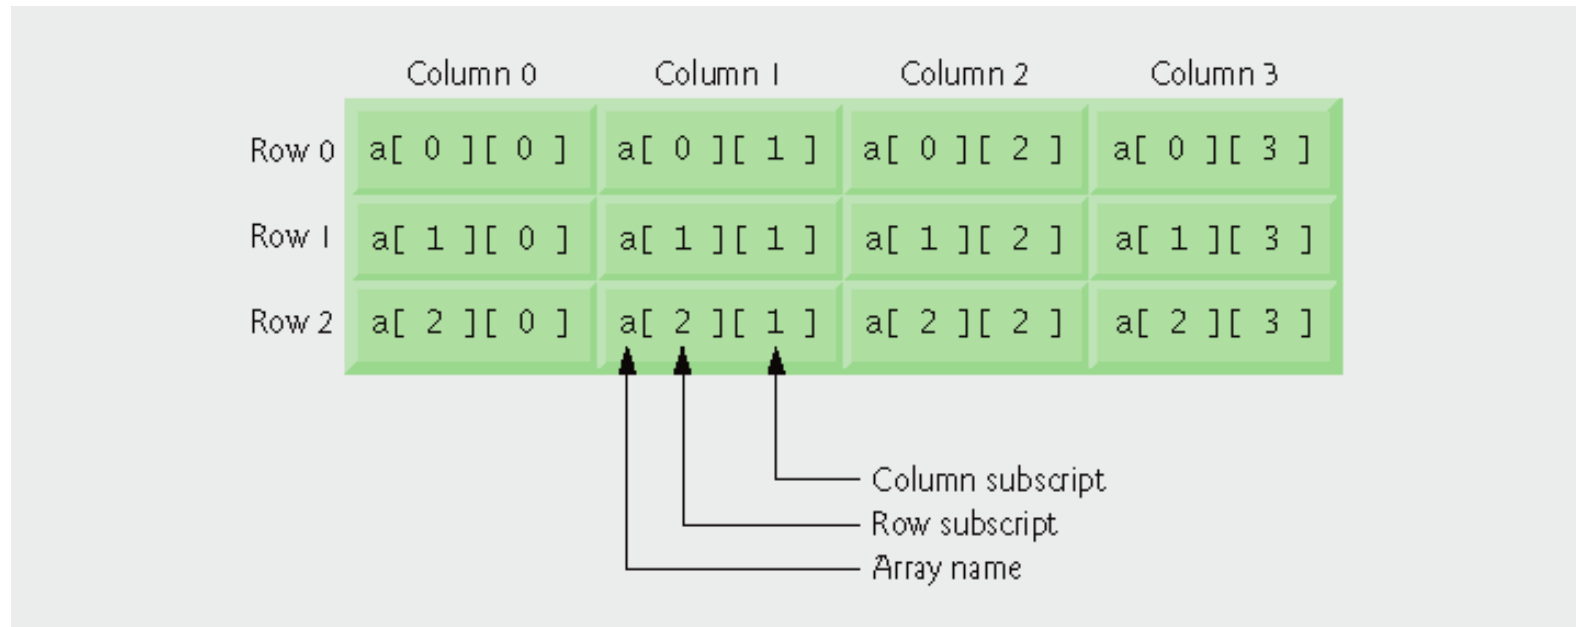 Column 0 Column 1 Column 2 Column 3
Row 0 a[ 0 ][ 0 ] a[ 0 ][ 1 ] a[ 0 ][ 2 ] a[ 0 ][ 3 ]
Row 1 a[ 1 ][ 0 ] a[ 1 ][ 1 ] a[ 1 ][ 2 ] a[ 1 ][ 3 ]
Row 2 a[ 2 ][ 0 ] a[ 2 ][ 1 ] a[ 2 ][ 2 ] a[ 2 ][ 3 ]
Column subscript
Row subscript
Array name